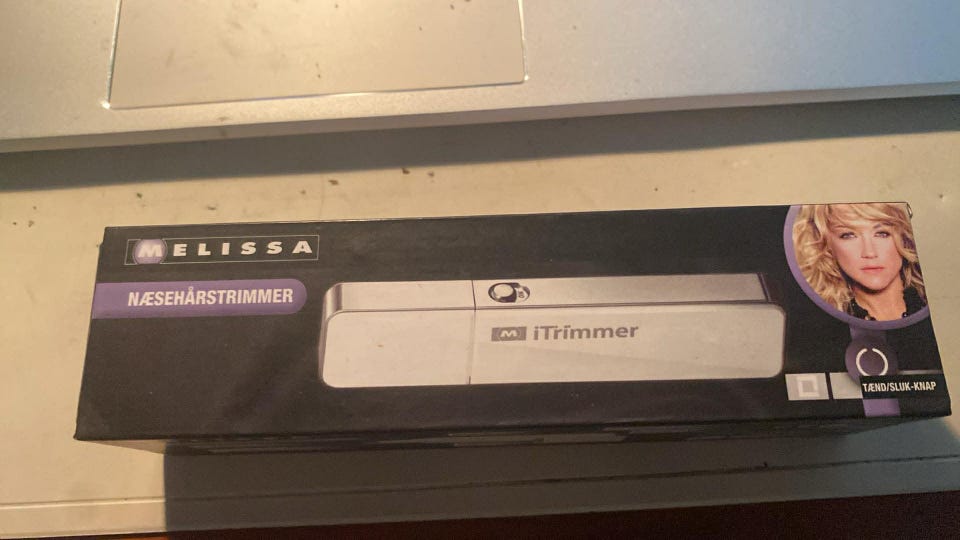 MELISSA
NÆSEHÅRSTRIMMER
M iTrimmer
TÆND/SLUK-KNAP